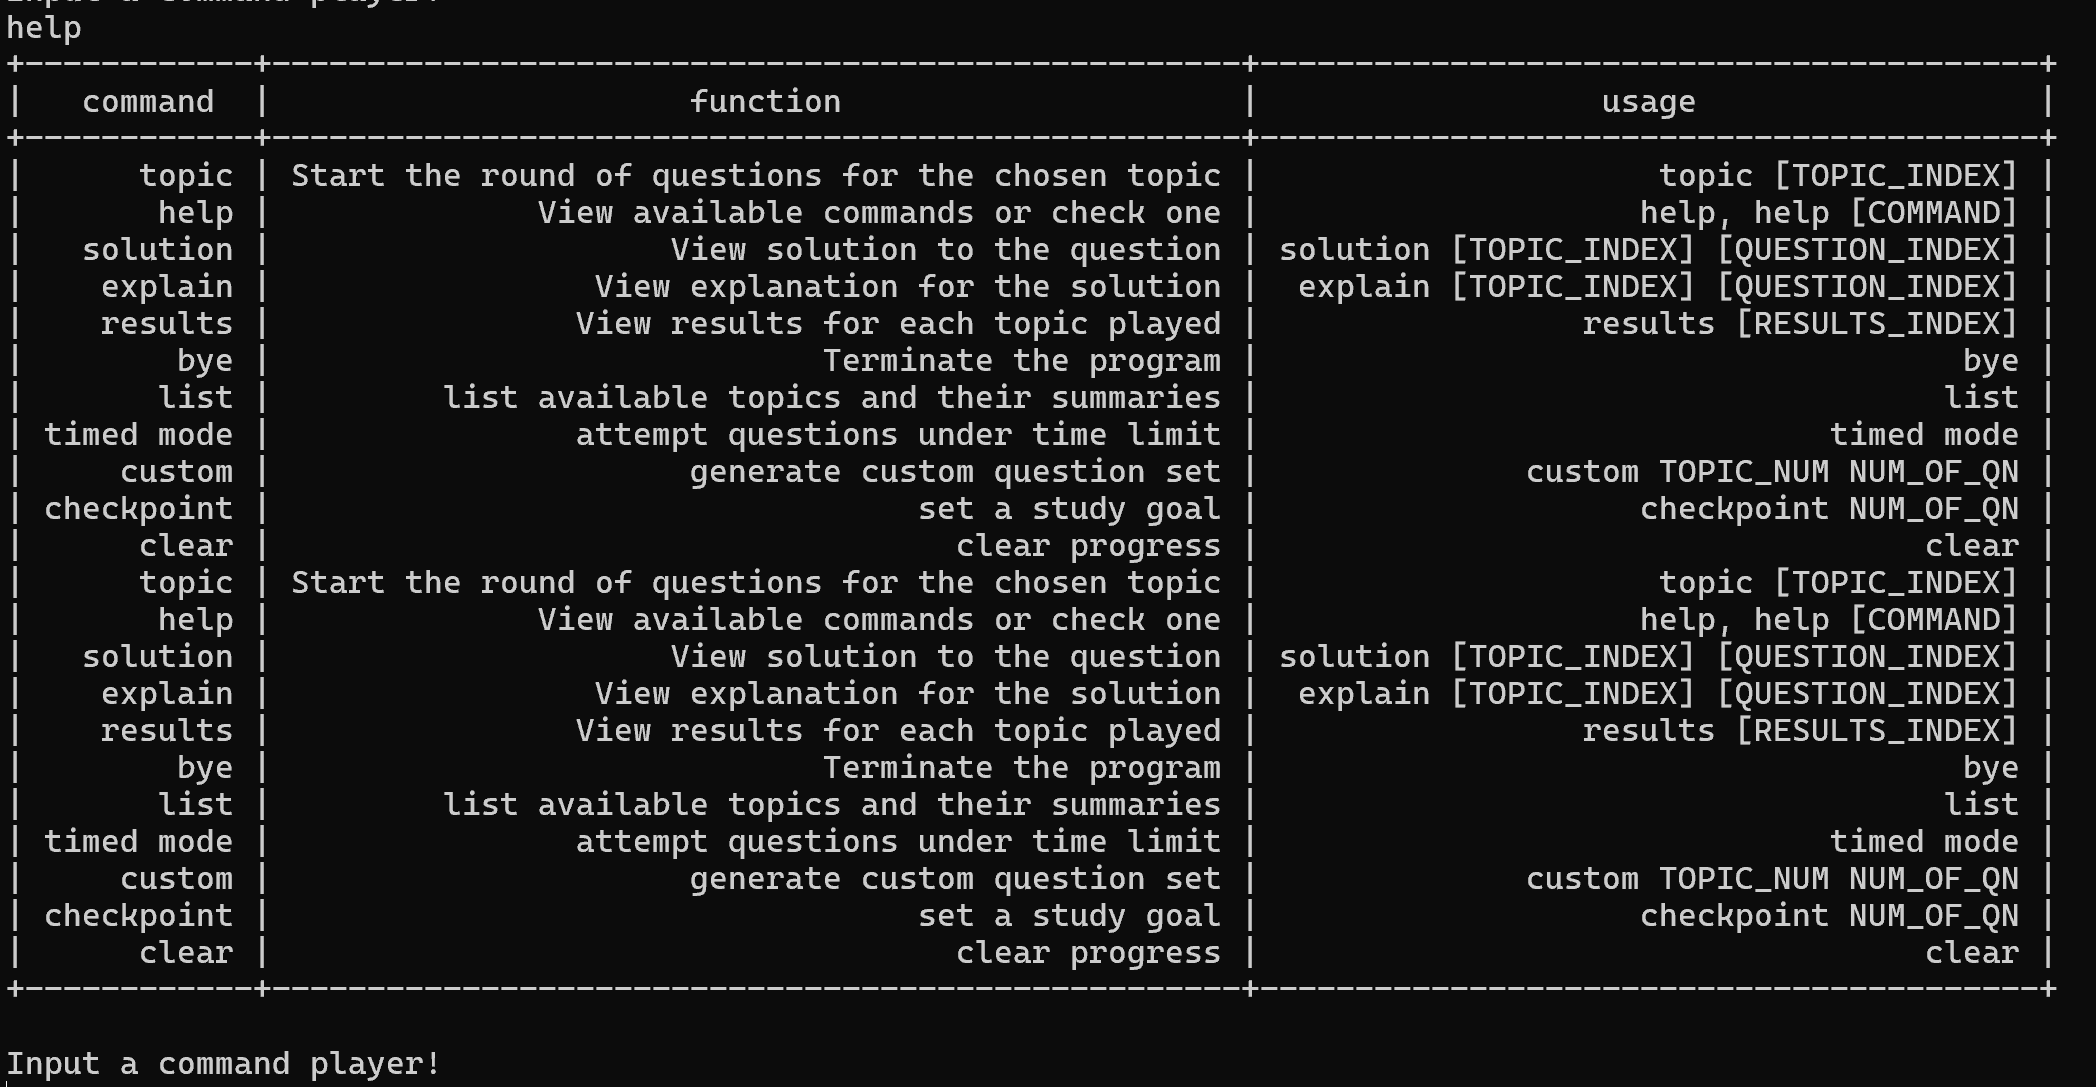 Input a command player!
help
+------------+---------------------------------------------------+-----------------------------------------+
|   command  |                      function                     |                  usage                  |
+------------+---------------------------------------------------+-----------------------------------------+
|      topic | Start the round of questions for the chosen topic |                     topic [TOPIC_INDEX] |
|       help |              View available commands or check one |                    help, help [COMMAND] |
|   solution |                     View solution to the question | solution [TOPIC_INDEX] [QUESTION_INDEX] |
|    explain |                 View explanation for the solution |  explain [TOPIC_INDEX] [QUESTION_INDEX] |
|    results |                View results for each topic played |                 results [RESULTS_INDEX] |
|        bye |                             Terminate the program |                                     bye |
|       list |         list available topics and their summaries |                                    list |
| timed mode |                attempt questions under time limit |                              timed mode |
|     custom |                      generate custom question set |              custom TOPIC_NUM NUM_OF_QN |
| checkpoint |                                  set a study goal |                    checkpoint NUM_OF_QN |
|      clear |                                    clear progress |                                   clear |
|      topic | Start the round of questions for the chosen topic |                     topic [TOPIC_INDEX] |
|       help |              View available commands or check one |                    help, help [COMMAND] |
|   solution |                     View solution to the question | solution [TOPIC_INDEX] [QUESTION_INDEX] |
|    explain |                 View explanation for the solution |  explain [TOPIC_INDEX] [QUESTION_INDEX] |
|    results |                View results for each topic played |                 results [RESULTS_INDEX] |
|        bye |                             Terminate the program |                                     bye |
|       list |         list available topics and their summaries |                                    list |
| timed mode |                attempt questions under time limit |                              timed mode |
|     custom |                      generate custom question set |              custom TOPIC_NUM NUM_OF_QN |
| checkpoint |                                  set a study goal |                    checkpoint NUM_OF_QN |
|      clear |                                    clear progress |                                   clear |
+------------+---------------------------------------------------+-----------------------------------------+
Input a command player!